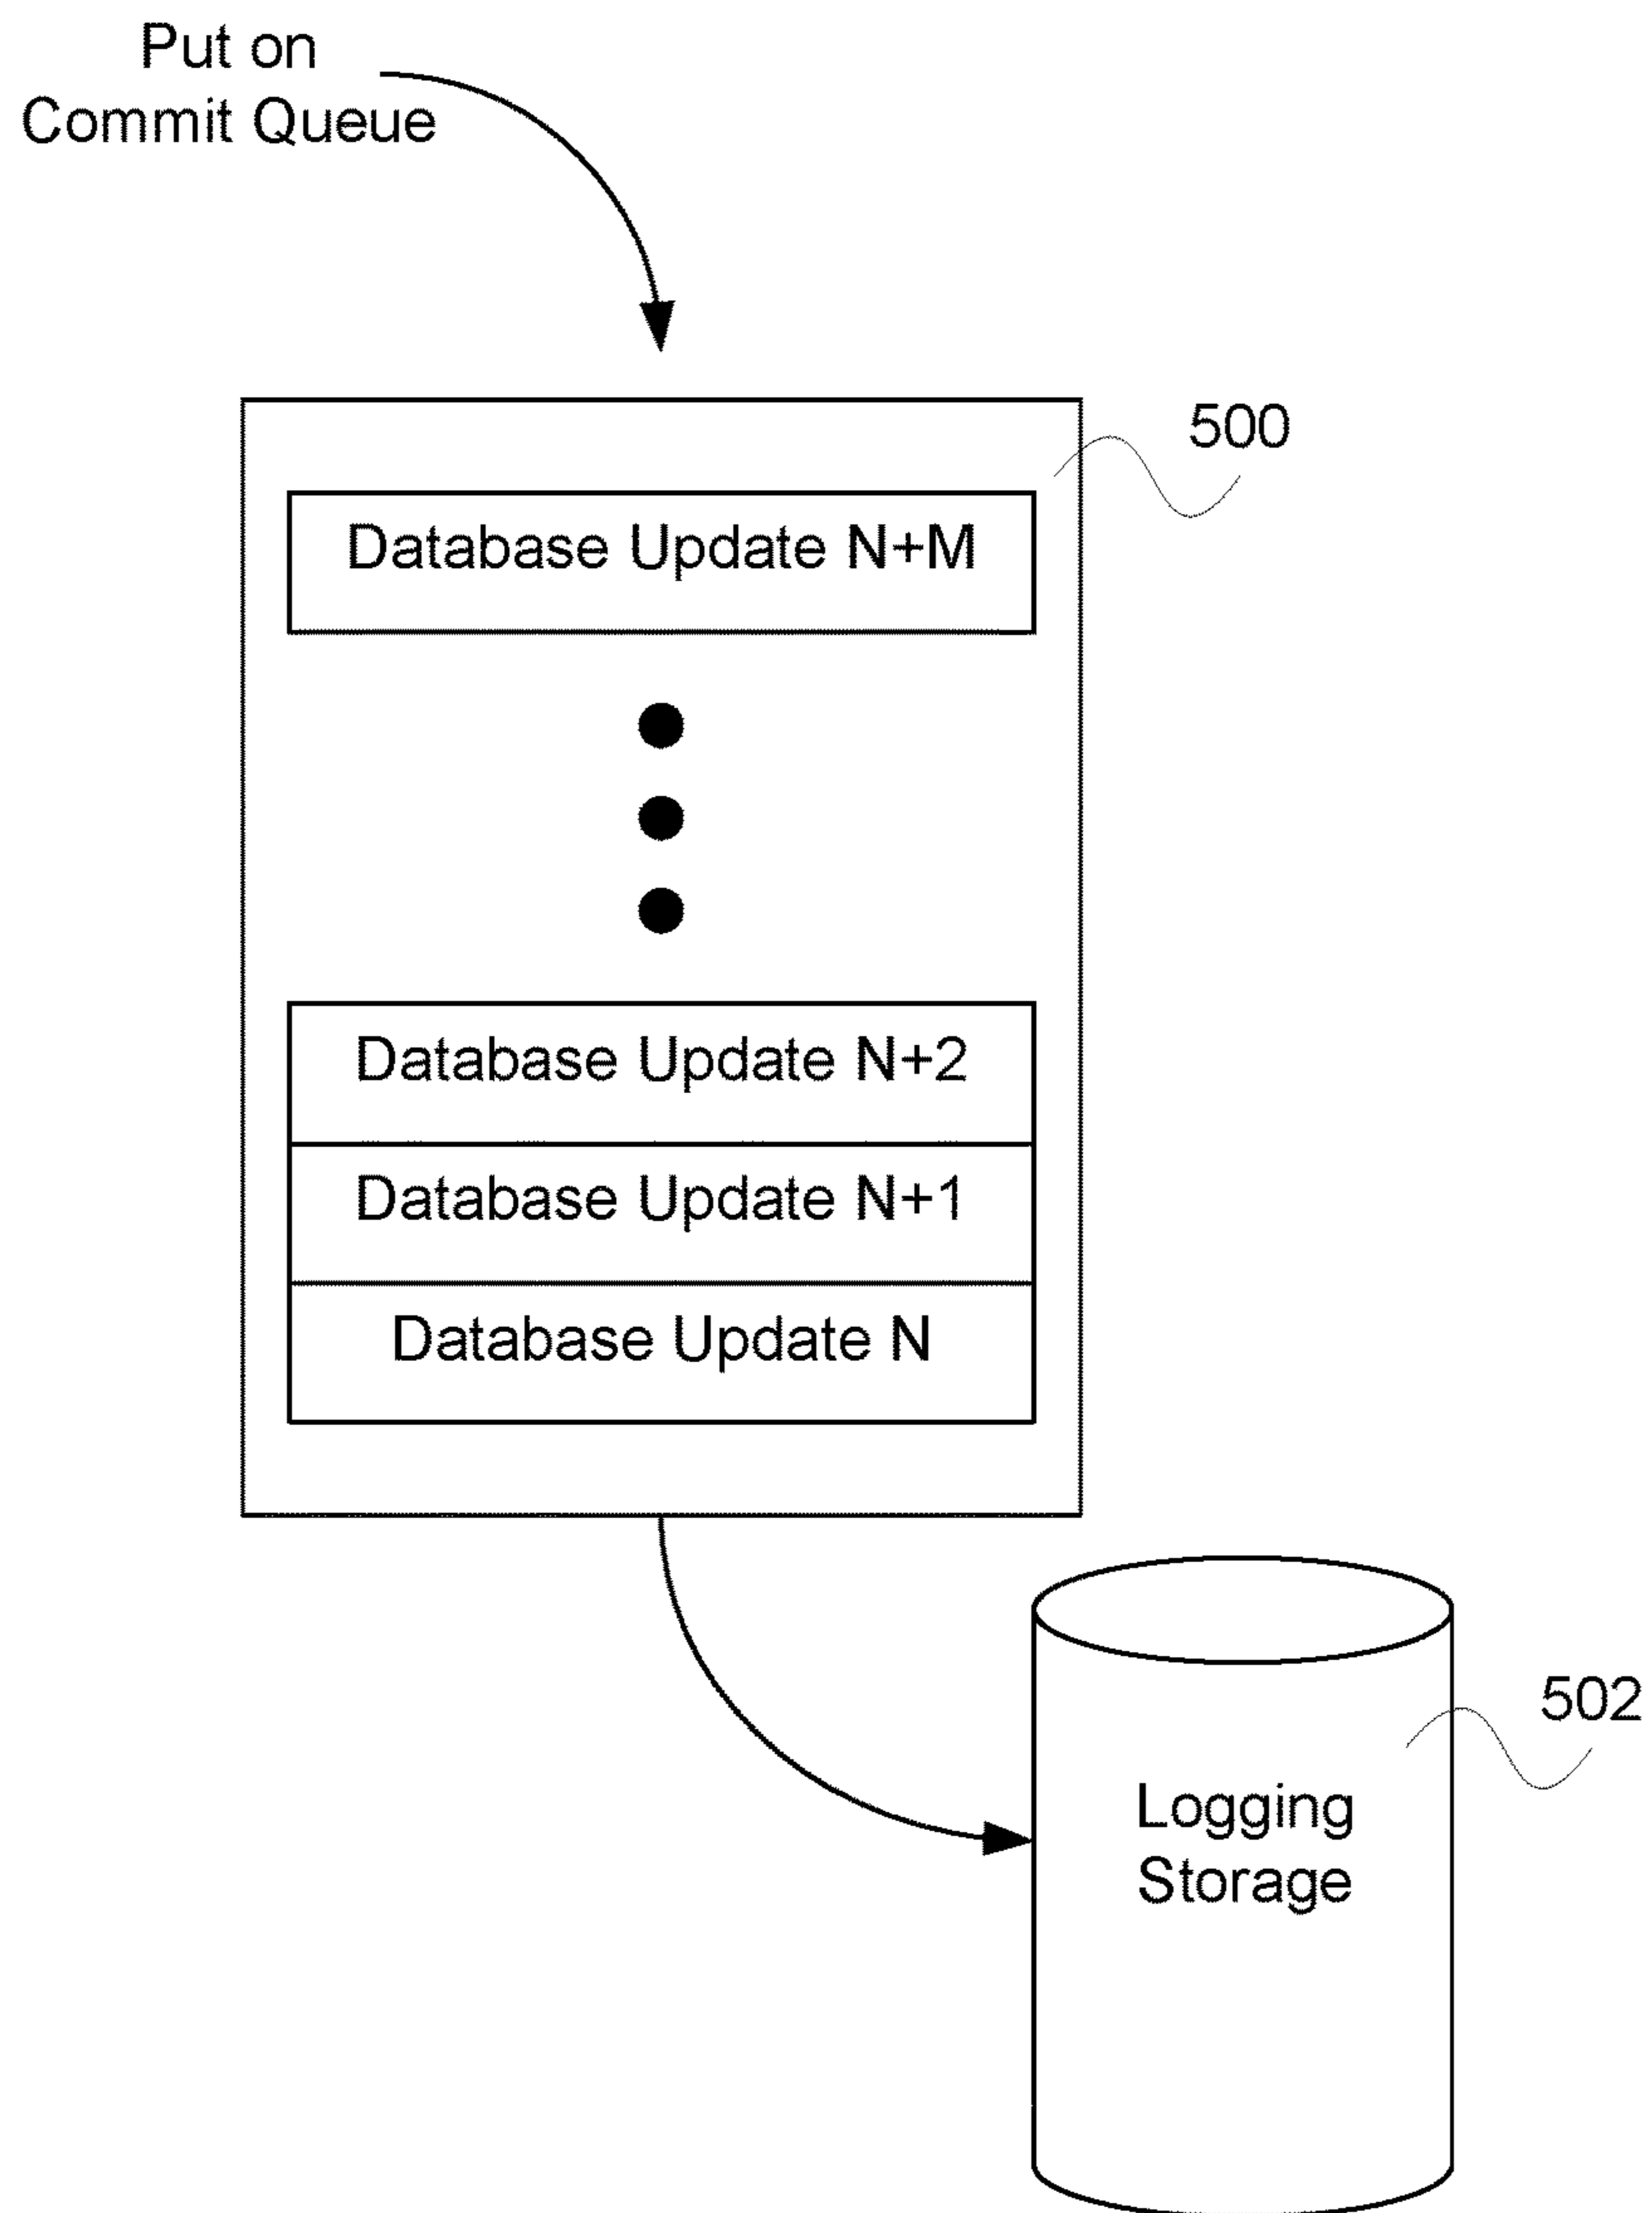 Put on
Commit Queue
500
Database Update N+M
Database Update N+2
Database Update N+1
Database Update N
502
Logging
Storage